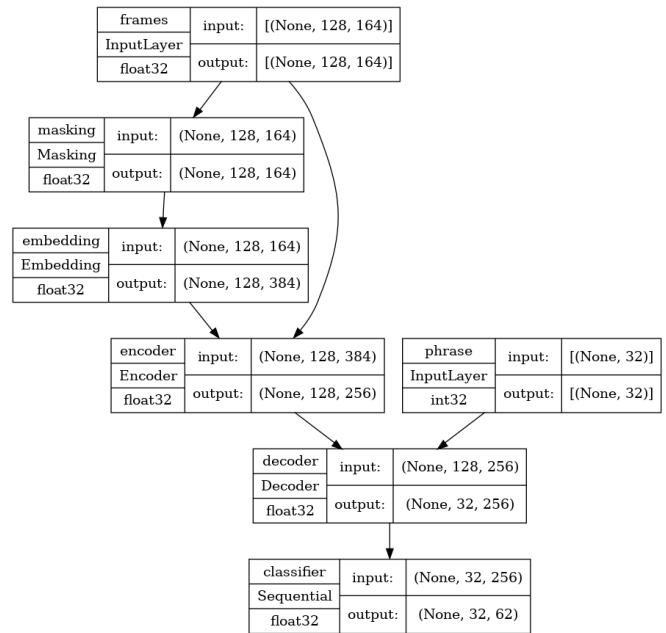 frames
InputLayer
float32
input: [(None, 128, 164)]
output: [(None, 128, 164)]
masking
Masking
float32
input: (None, 128, 164)
output: (None, 128, 164)
embedding
Embedding
float32
input: (None, 128, 164)
output: (None, 128, 384)
encoder
Encoder
float32
input: (None, 128, 384)
output: (None, 128, 256)
phrase
InputLayer
int32
input: [(None, 32)]
output: [(None, 32)]
decoder
Decoder
float32
input: (None, 128, 256)
output: (None, 32, 256)
classifier
Sequential
float32
input: (None, 32, 256)
output: (None, 32, 62)